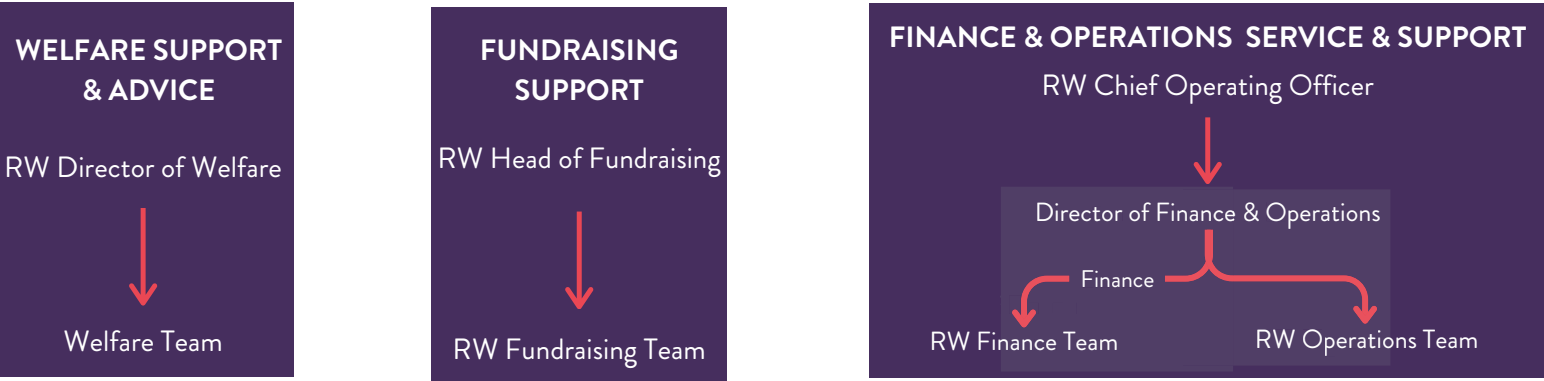 WELFARE SUPPORT
& ADVICE
RW Director of Welfare
Welfare Team
FUNDRAISING
SUPPORT
RW Head of Fundraising
RW Fundraising Team
FINANCE & OPERATIONS SERVICE & SUPPORT
RW Chief Operating Officer
Director of Finance & Operations
Finance
RW Finance Team
RW Operations Team